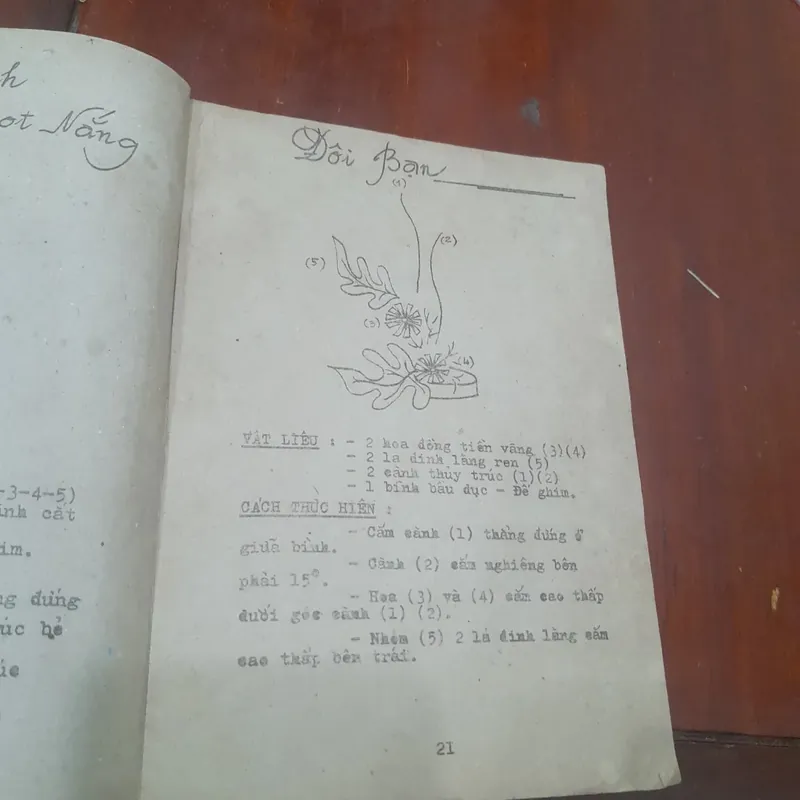 h
ọt Nắng
-3-4-5)
ình cắt
im.
ng đứng
úc hẻ
úc
Đôi Bạn
(1)
(2)
(5)
(3)
(4)
VẬT LIỆU : - 2 hoa đồng tiền vàng (3)(4)
- 2 lá đinh lăng ren (5)
- 2 cành thủy trúc (1)(2)
- 1 bình bầu dục - Đế ghim.
CÁCH THỨC HIỆN :
- Cắm cành (1) thẳng đứng ở
giữa bình.
- Cành (2) cắm nghiêng bên
phải 15°.
- Hoa (3) và (4) cắm cao thấp
dưới gốc cành (1) (2).
- Nhóm (5) 2 lá đinh lăng cắm
cao thấp bên trái.
21